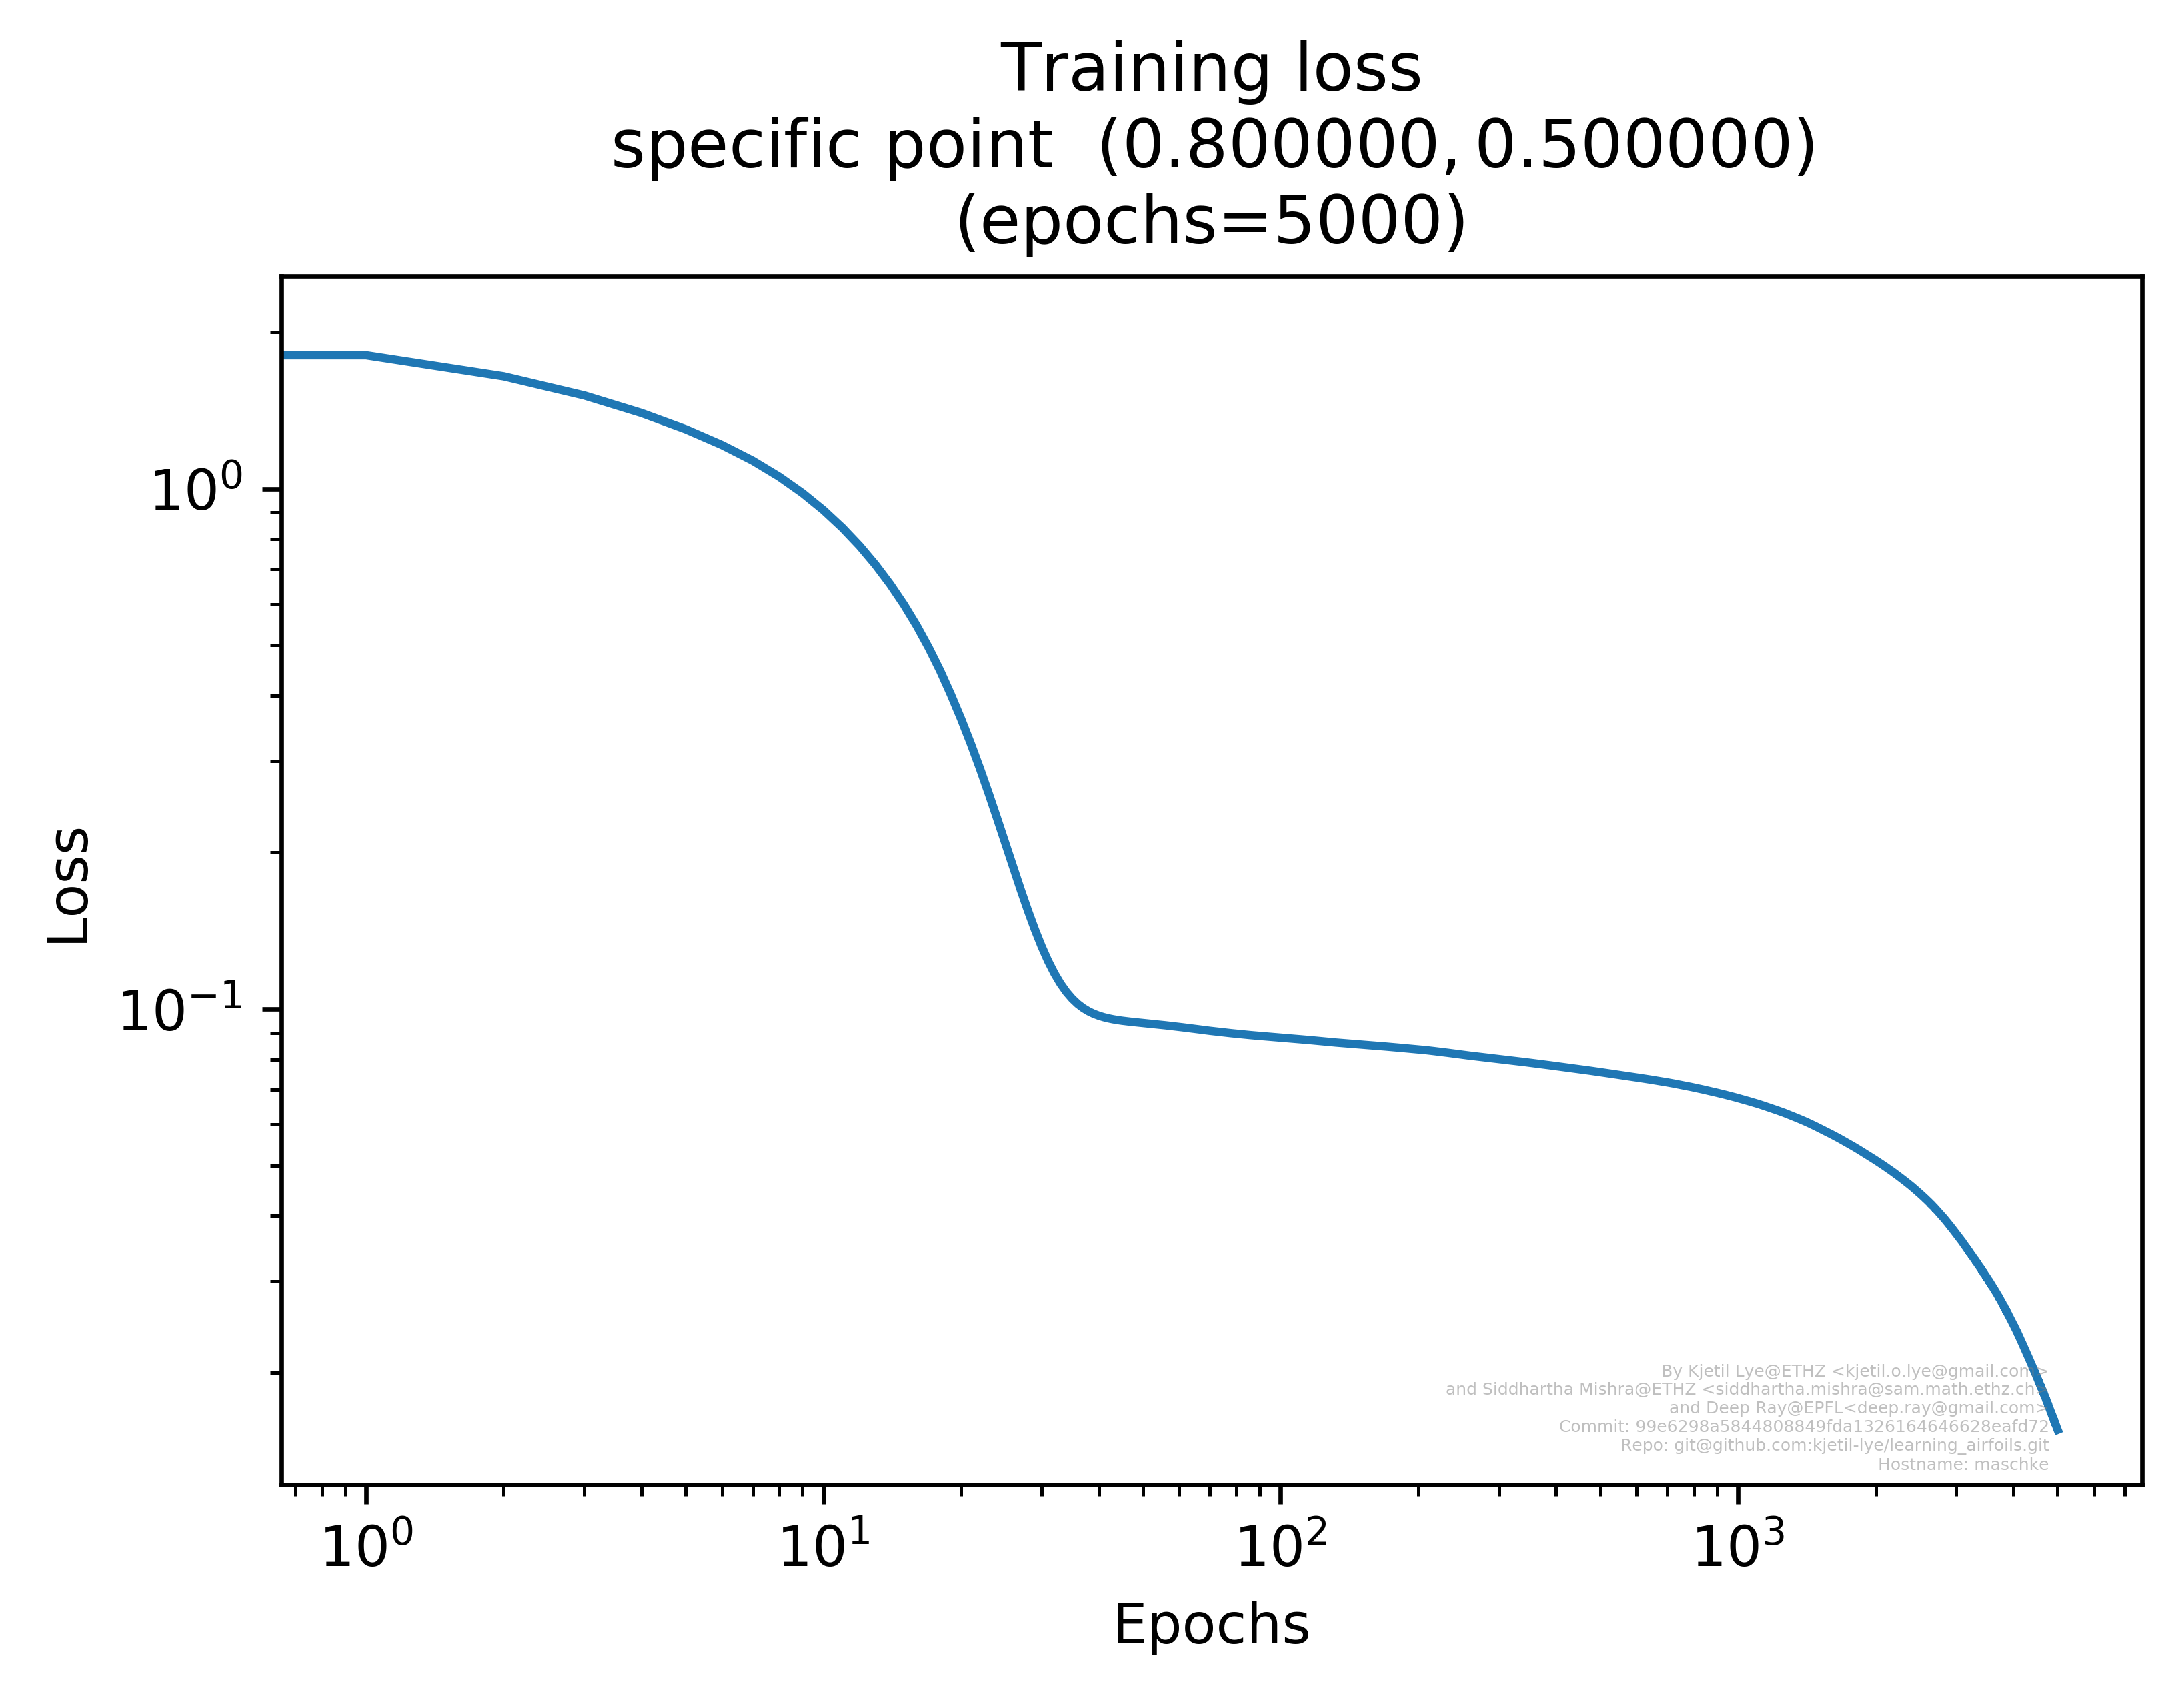 Training loss
specific point (0.800000, 0.500000)
(epochs=5000)
10⁰
10⁻¹
Loss
10⁰ 10¹ 10² 10³
Epochs
By Kjetil Lye@ETHZ <kjetil.o.lye@gmail.com>
and Siddhartha Mishra@ETHZ <siddhartha.mishra@sam.math.ethz.ch>
and Deep Ray@EPFL<deep.ray@gmail.com>
Commit: 99e6298a5844808849fda1326164646628eafd72
Repo: git@github.com:kjetil-lye/learning_airfoils.git
Hostname: maschke